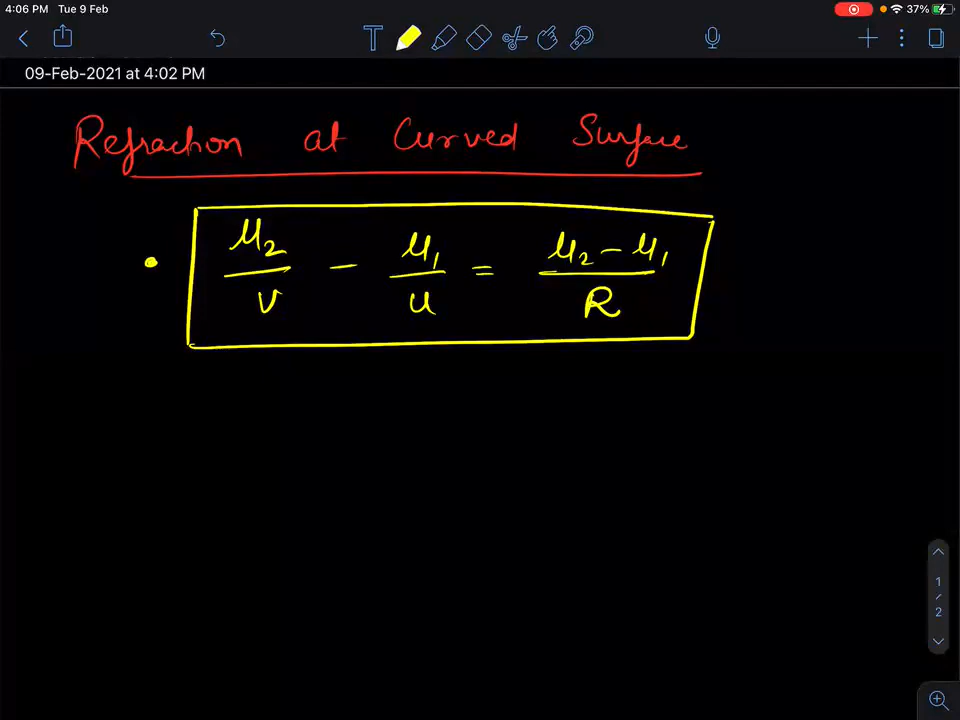 4:06 PM Tue 9 Feb 37%
09-Feb-2021 at 4:02 PM
Refraction at Curved Surface
• μ₂/v - μ₁/u = μ₂-μ₁/R
1/2